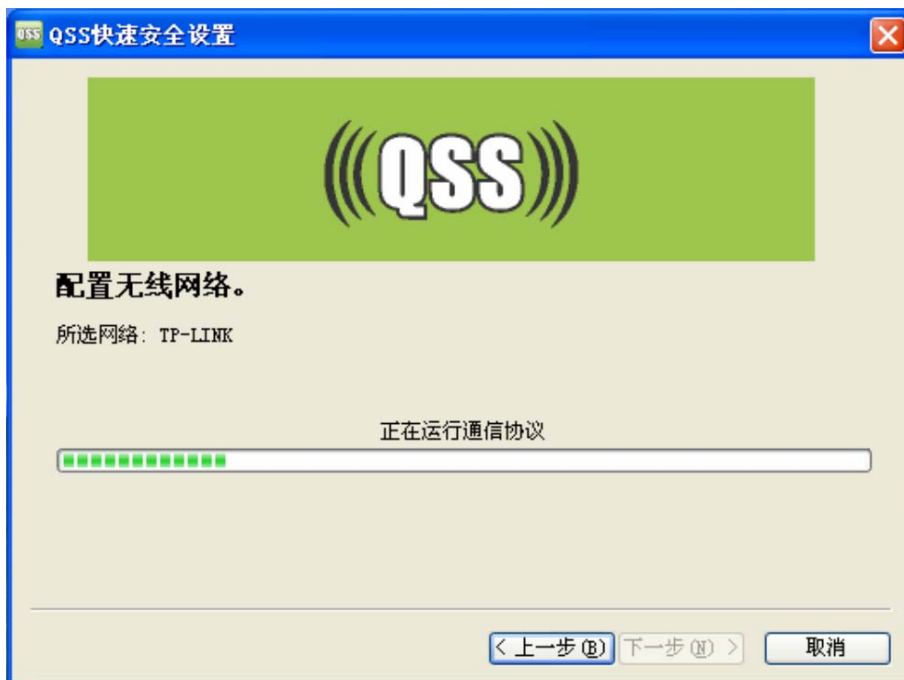 QSS QSS快速安全设置
(((QSS)))
配置无线网络。
所选网络: TP-LINK
正在运行通信协议
< 上一步(B) 下一步(N) > 取消